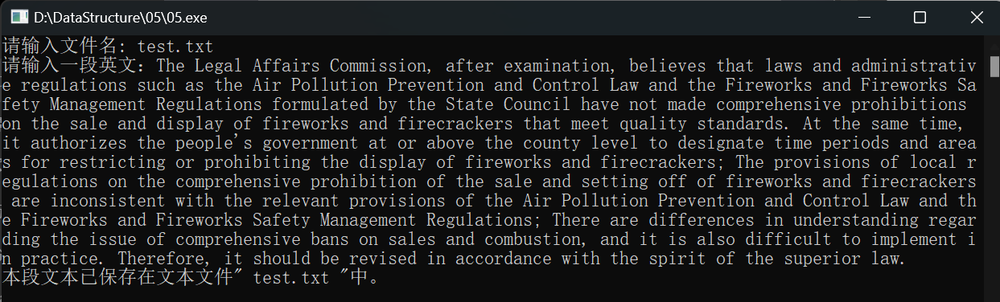 D:\DataStructure\05\05.exe
请输入文件名: test.txt
请输入一段英文: The Legal Affairs Commission, after examination, believes that laws and administrativ
e regulations such as the Air Pollution Prevention and Control Law and the Fireworks and Fireworks Sa
fety Management Regulations formulated by the State Council have not made comprehensive prohibitions
on the sale and display of fireworks and firecrackers that meet quality standards. At the same time,
it authorizes the people's government at or above the county level to designate time periods and area
s for restricting or prohibiting the display of fireworks and firecrackers; The provisions of local r
egulations on the comprehensive prohibition of the sale and setting off of fireworks and firecrackers
 are inconsistent with the relevant provisions of the Air Pollution Prevention and Control Law and th
e Fireworks and Fireworks Safety Management Regulations; There are differences in understanding regar
ding the issue of comprehensive bans on sales and combustion, and it is also difficult to implement i
n practice. Therefore, it should be revised in accordance with the spirit of the superior law.
本段文本已保存在文本文件" test.txt "中。